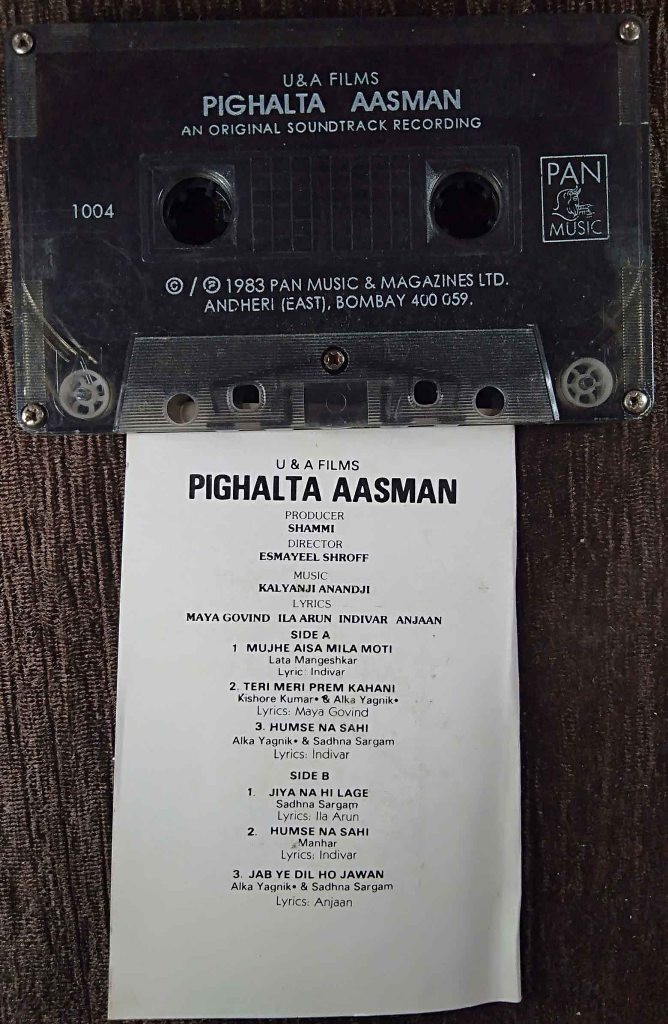 U&A FILMS
PIGHALTA AASMAN
AN ORIGINAL SOUNDTRACK RECORDING
1004
PAN
MUSIC
© / ℗ 1983 PAN MUSIC & MAGAZINES LTD.
ANDHERI (EAST), BOMBAY 400 059.
U & A FILMS
PIGHALTA AASMAN
PRODUCER
SHAMMI
DIRECTOR
ESMAYEEL SHROFF
MUSIC
KALYANJI ANANDJI
LYRICS
MAYA GOVIND ILA ARUN INDIVAR ANJAAN
SIDE A
1 MUJHE AISA MILA MOTI
Lata Mangeshkar
Lyric: Indivar
2. TERI MERI PREM KAHANI
Kishore Kumar• & Alka Yagnik•
Lyrics: Maya Govind
3. HUMSE NA SAHI
Alka Yagnik• & Sadhna Sargam
Lyrics: Indivar
SIDE B
1. JIYA NA HI LAGE
Sadhna Sargam
Lyrics: Ila Arun
2. HUMSE NA SAHI
Manhar
Lyrics: Indivar
3. JAB YE DIL HO JAWAN
Alka Yagnik• & Sadhna Sargam
Lyrics: Anjaan